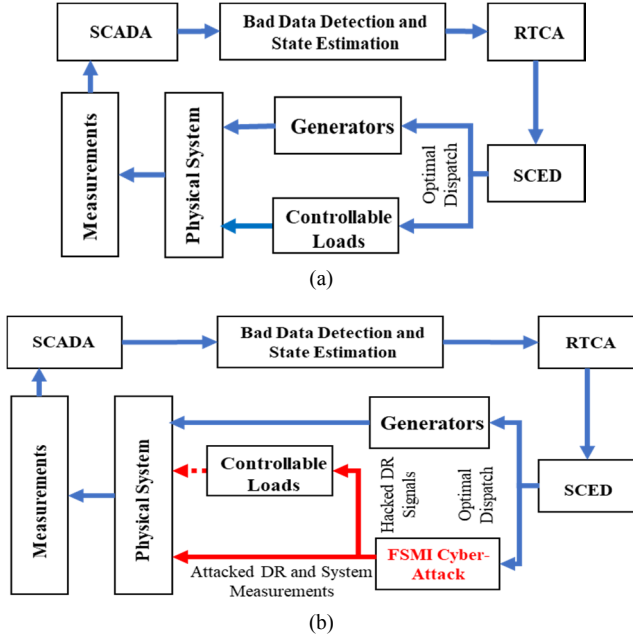 SCADA
Bad Data Detection and
State Estimation
RTCA
Measurements
Physical System
Generators
Optimal
Dispatch
SCED
Controllable
Loads
(a)
SCADA
Bad Data Detection and
State Estimation
RTCA
Measurements
Physical System
Generators
Controllable
Loads
Hacked DR
Signals
Optimal
Dispatch
SCED
FSMI Cyber-
Attack
Attacked DR and System
Measurements
(b)